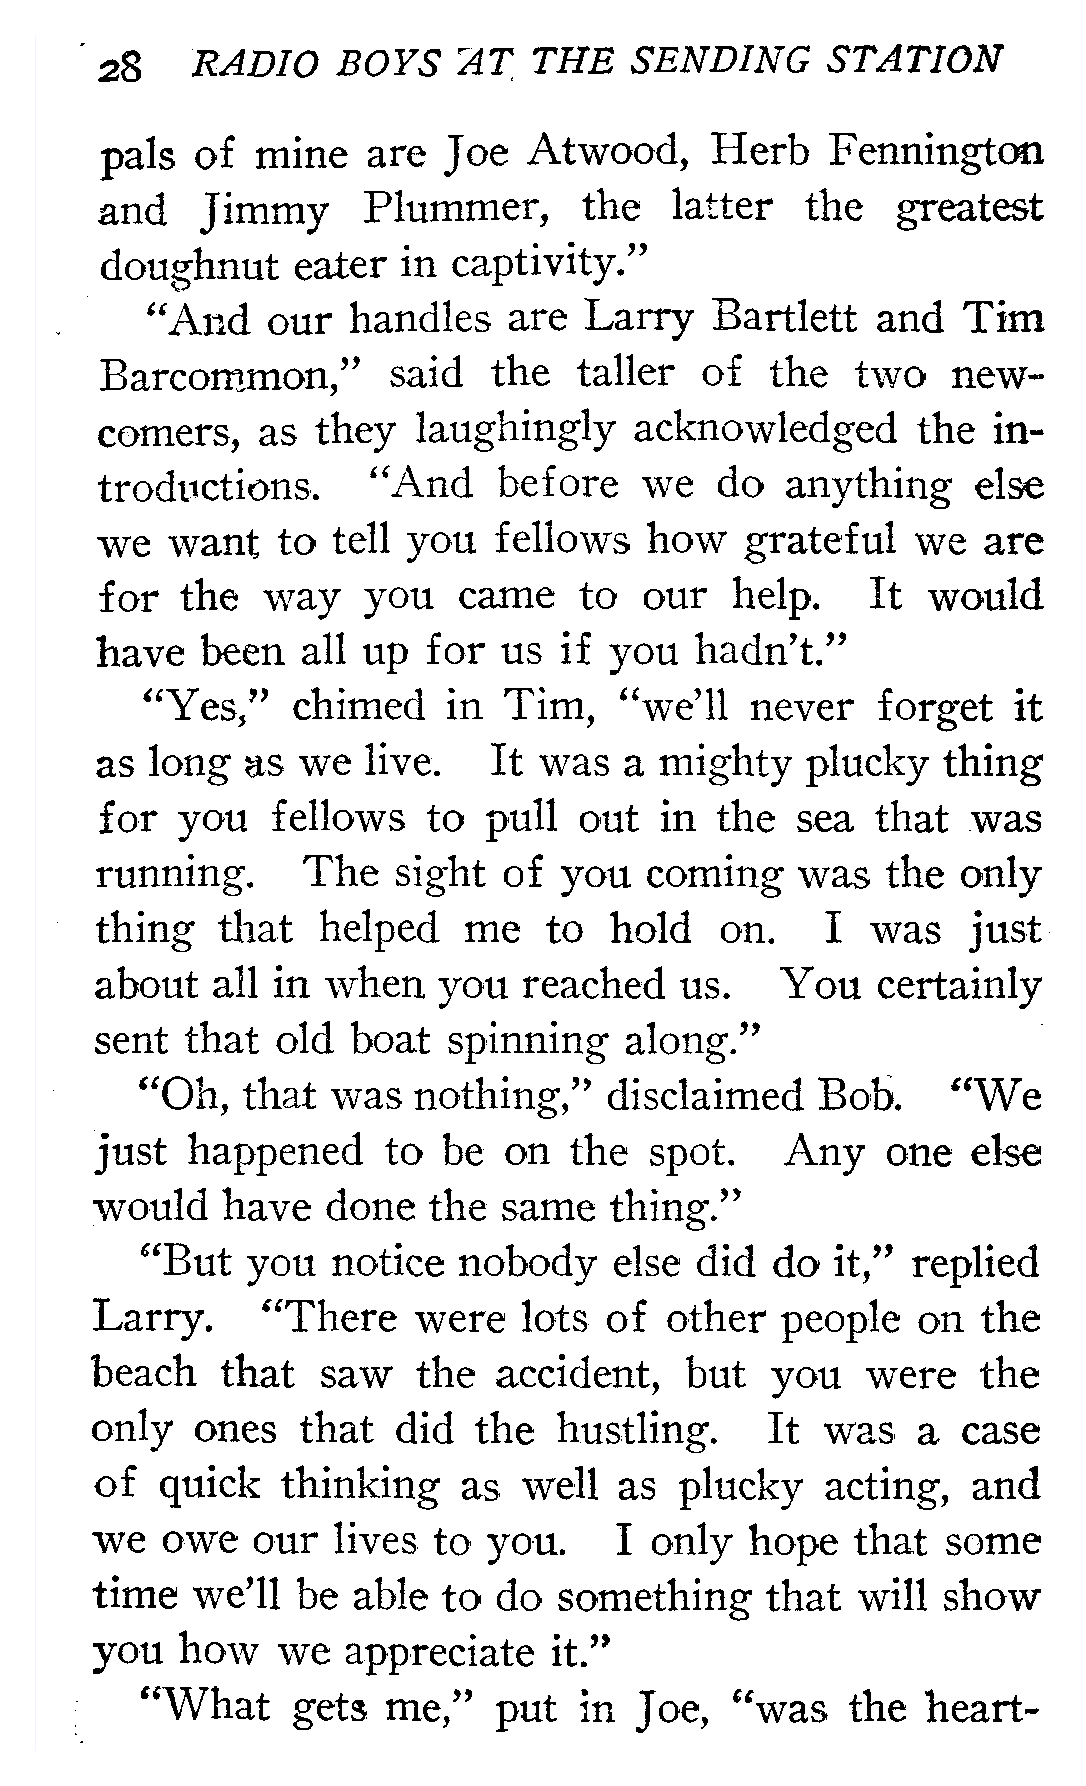 28 RADIO BOYS AT THE SENDING STATION
pals of mine are Joe Atwood, Herb Fennington
and Jimmy Plummer, the latter the greatest
doughnut eater in captivity.”
“And our handles are Larry Bartlett and Tim
Barcommon,” said the taller of the two new-
comers, as they laughingly acknowledged the in-
troductions. “And before we do anything else
we want to tell you fellows how grateful we are
for the way you came to our help. It would
have been all up for us if you hadn’t.”
“Yes,” chimed in Tim, “we’ll never forget it
as long as we live. It was a mighty plucky thing
for you fellows to pull out in the sea that was
running. The sight of you coming was the only
thing that helped me to hold on. I was just
about all in when you reached us. You certainly
sent that old boat spinning along.”
“Oh, that was nothing,” disclaimed Bob. “We
just happened to be on the spot. Any one else
would have done the same thing.”
“But you notice nobody else did do it,” replied
Larry. “There were lots of other people on the
beach that saw the accident, but you were the
only ones that did the hustling. It was a case
of quick thinking as well as plucky acting, and
we owe our lives to you. I only hope that some
time we’ll be able to do something that will show
you how we appreciate it.”
“What gets me,” put in Joe, “was the heart-